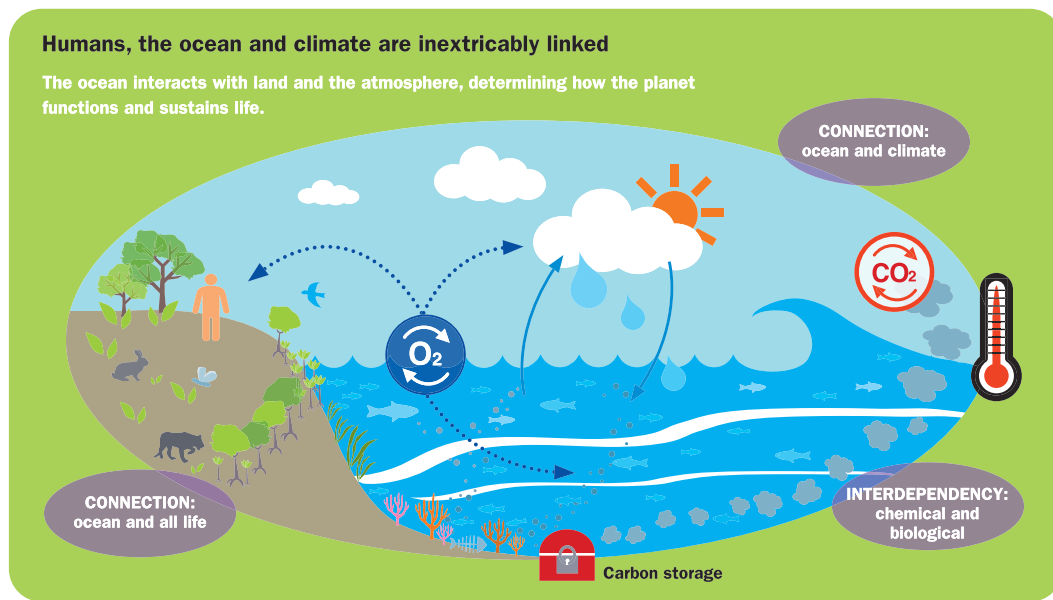 Humans, the ocean and climate are inextricably linked
The ocean interacts with land and the atmosphere, determining how the planet
functions and sustains life.
CONNECTION:
ocean and climate
CO₂
O₂
CONNECTION:
ocean and all life
INTERDEPENDENCY:
chemical and
biological
Carbon storage